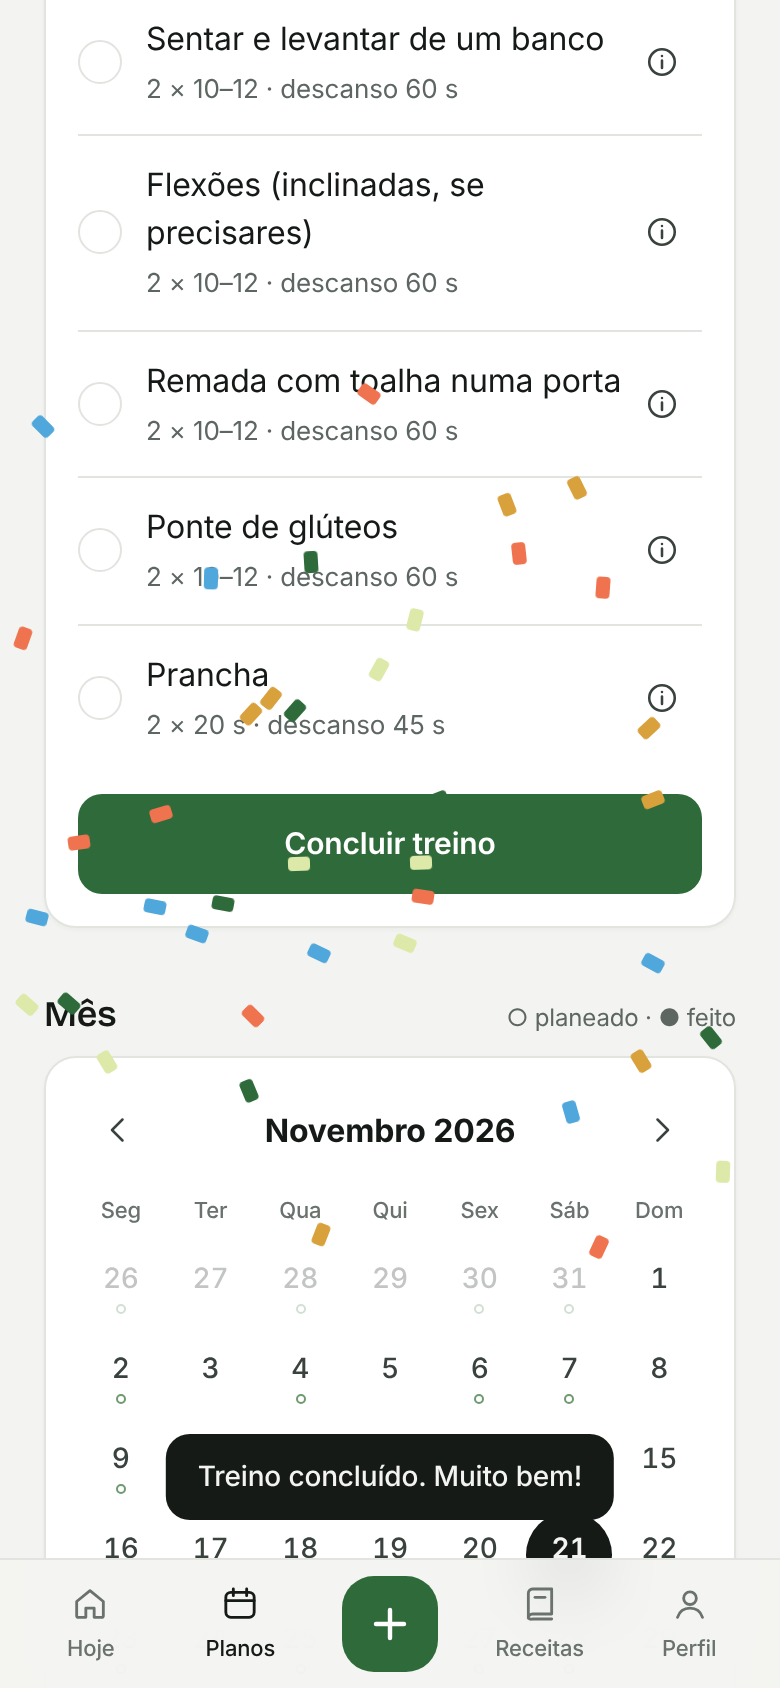 Sentar e levantar de um banco
2 × 10–12 · descanso 60 s
Flexões (inclinadas, se
precisares)
2 × 10–12 · descanso 60 s
Remada com toalha numa porta
2 × 10–12 · descanso 60 s
Ponte de glúteos
2 × 10–12 · descanso 60 s
Prancha
2 × 20 s · descanso 45 s
Concluir treino
Mês
planeado · feito
Novembro 2026
Seg Ter Qua Qui Sex Sáb Dom
26 27 28 29 30 31 1
2 3 4 5 6 7 8
9 15
Treino concluído. Muito bem!
16 17 18 19 20 21 22
Hoje Planos Receitas Perfil